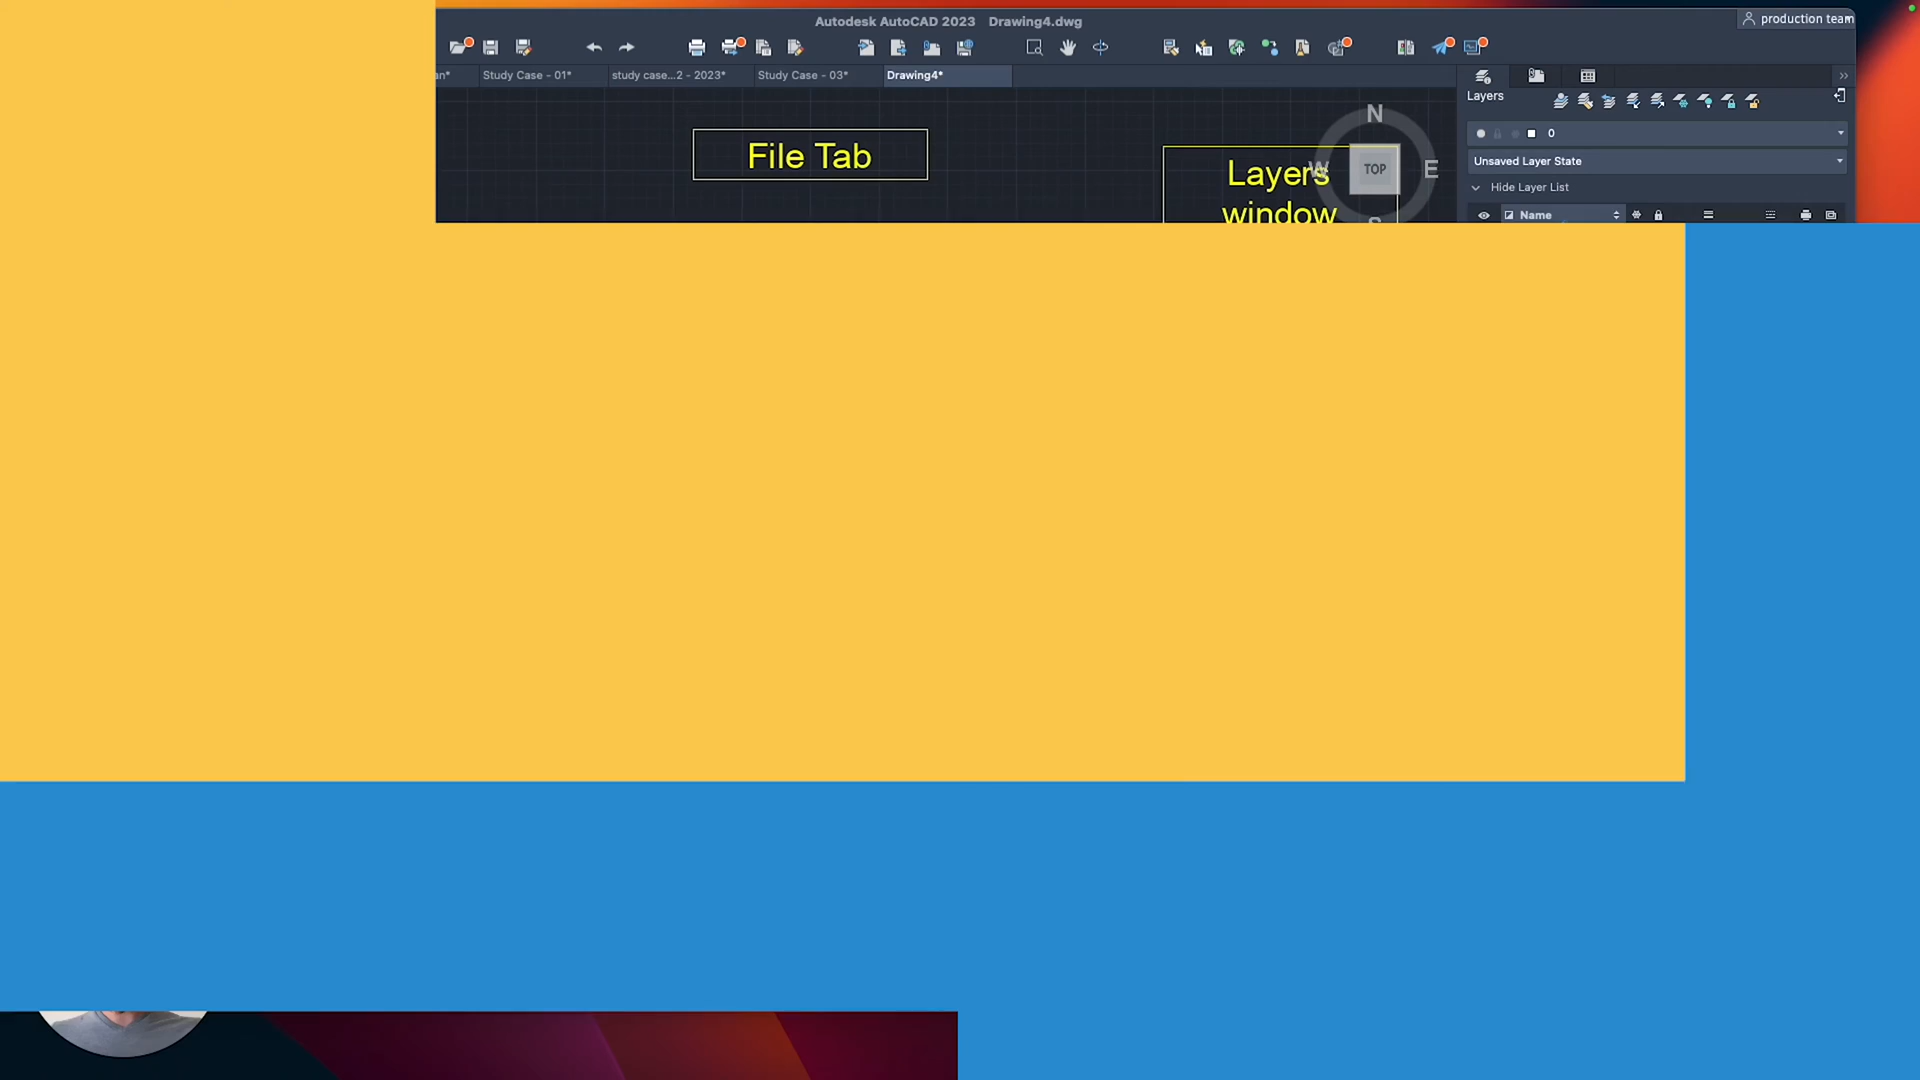 Autodesk AutoCAD 2023 Drawing4.dwg
production team
an* Study Case - 01* study case...2 - 2023* Study Case - 03* Drawing4*
Layers
0
Unsaved Layer State
Hide Layer List
Name
File Tab
Layers
window
N
W TOP E
S